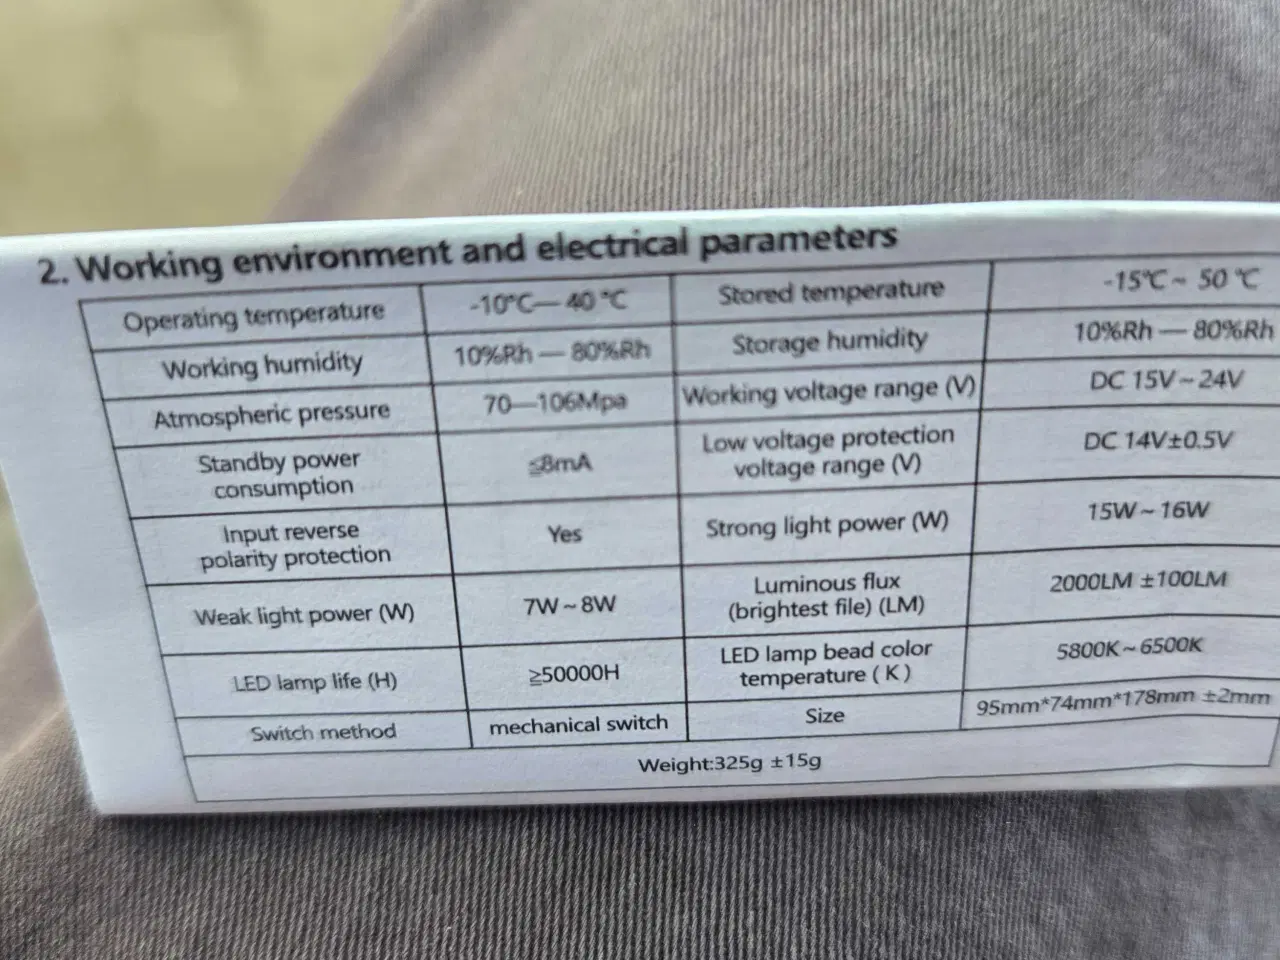 2. Working environment and electrical parameters
Operating temperature -10℃— 40 ℃ Stored temperature -15℃ ~ 50 ℃
Working humidity 10%Rh — 80%Rh Storage humidity 10%Rh — 80%Rh
Atmospheric pressure 70—106Mpa Working voltage range (V) DC 15V~24V
Standby power
consumption
≦8mA
Low voltage protection
voltage range (V)
DC 14V±0.5V
Input reverse
polarity protection
Yes
Strong light power (W)
15W~16W
Weak light power (W)
7W~8W
Luminous flux
(brightest file) (LM)
2000LM ±100LM
LED lamp life (H)
≧50000H
LED lamp bead color
temperature ( K )
5800K~6500K
Switch method mechanical switch Size 95mm*74mm*178mm ±2mm
Weight:325g ±15g